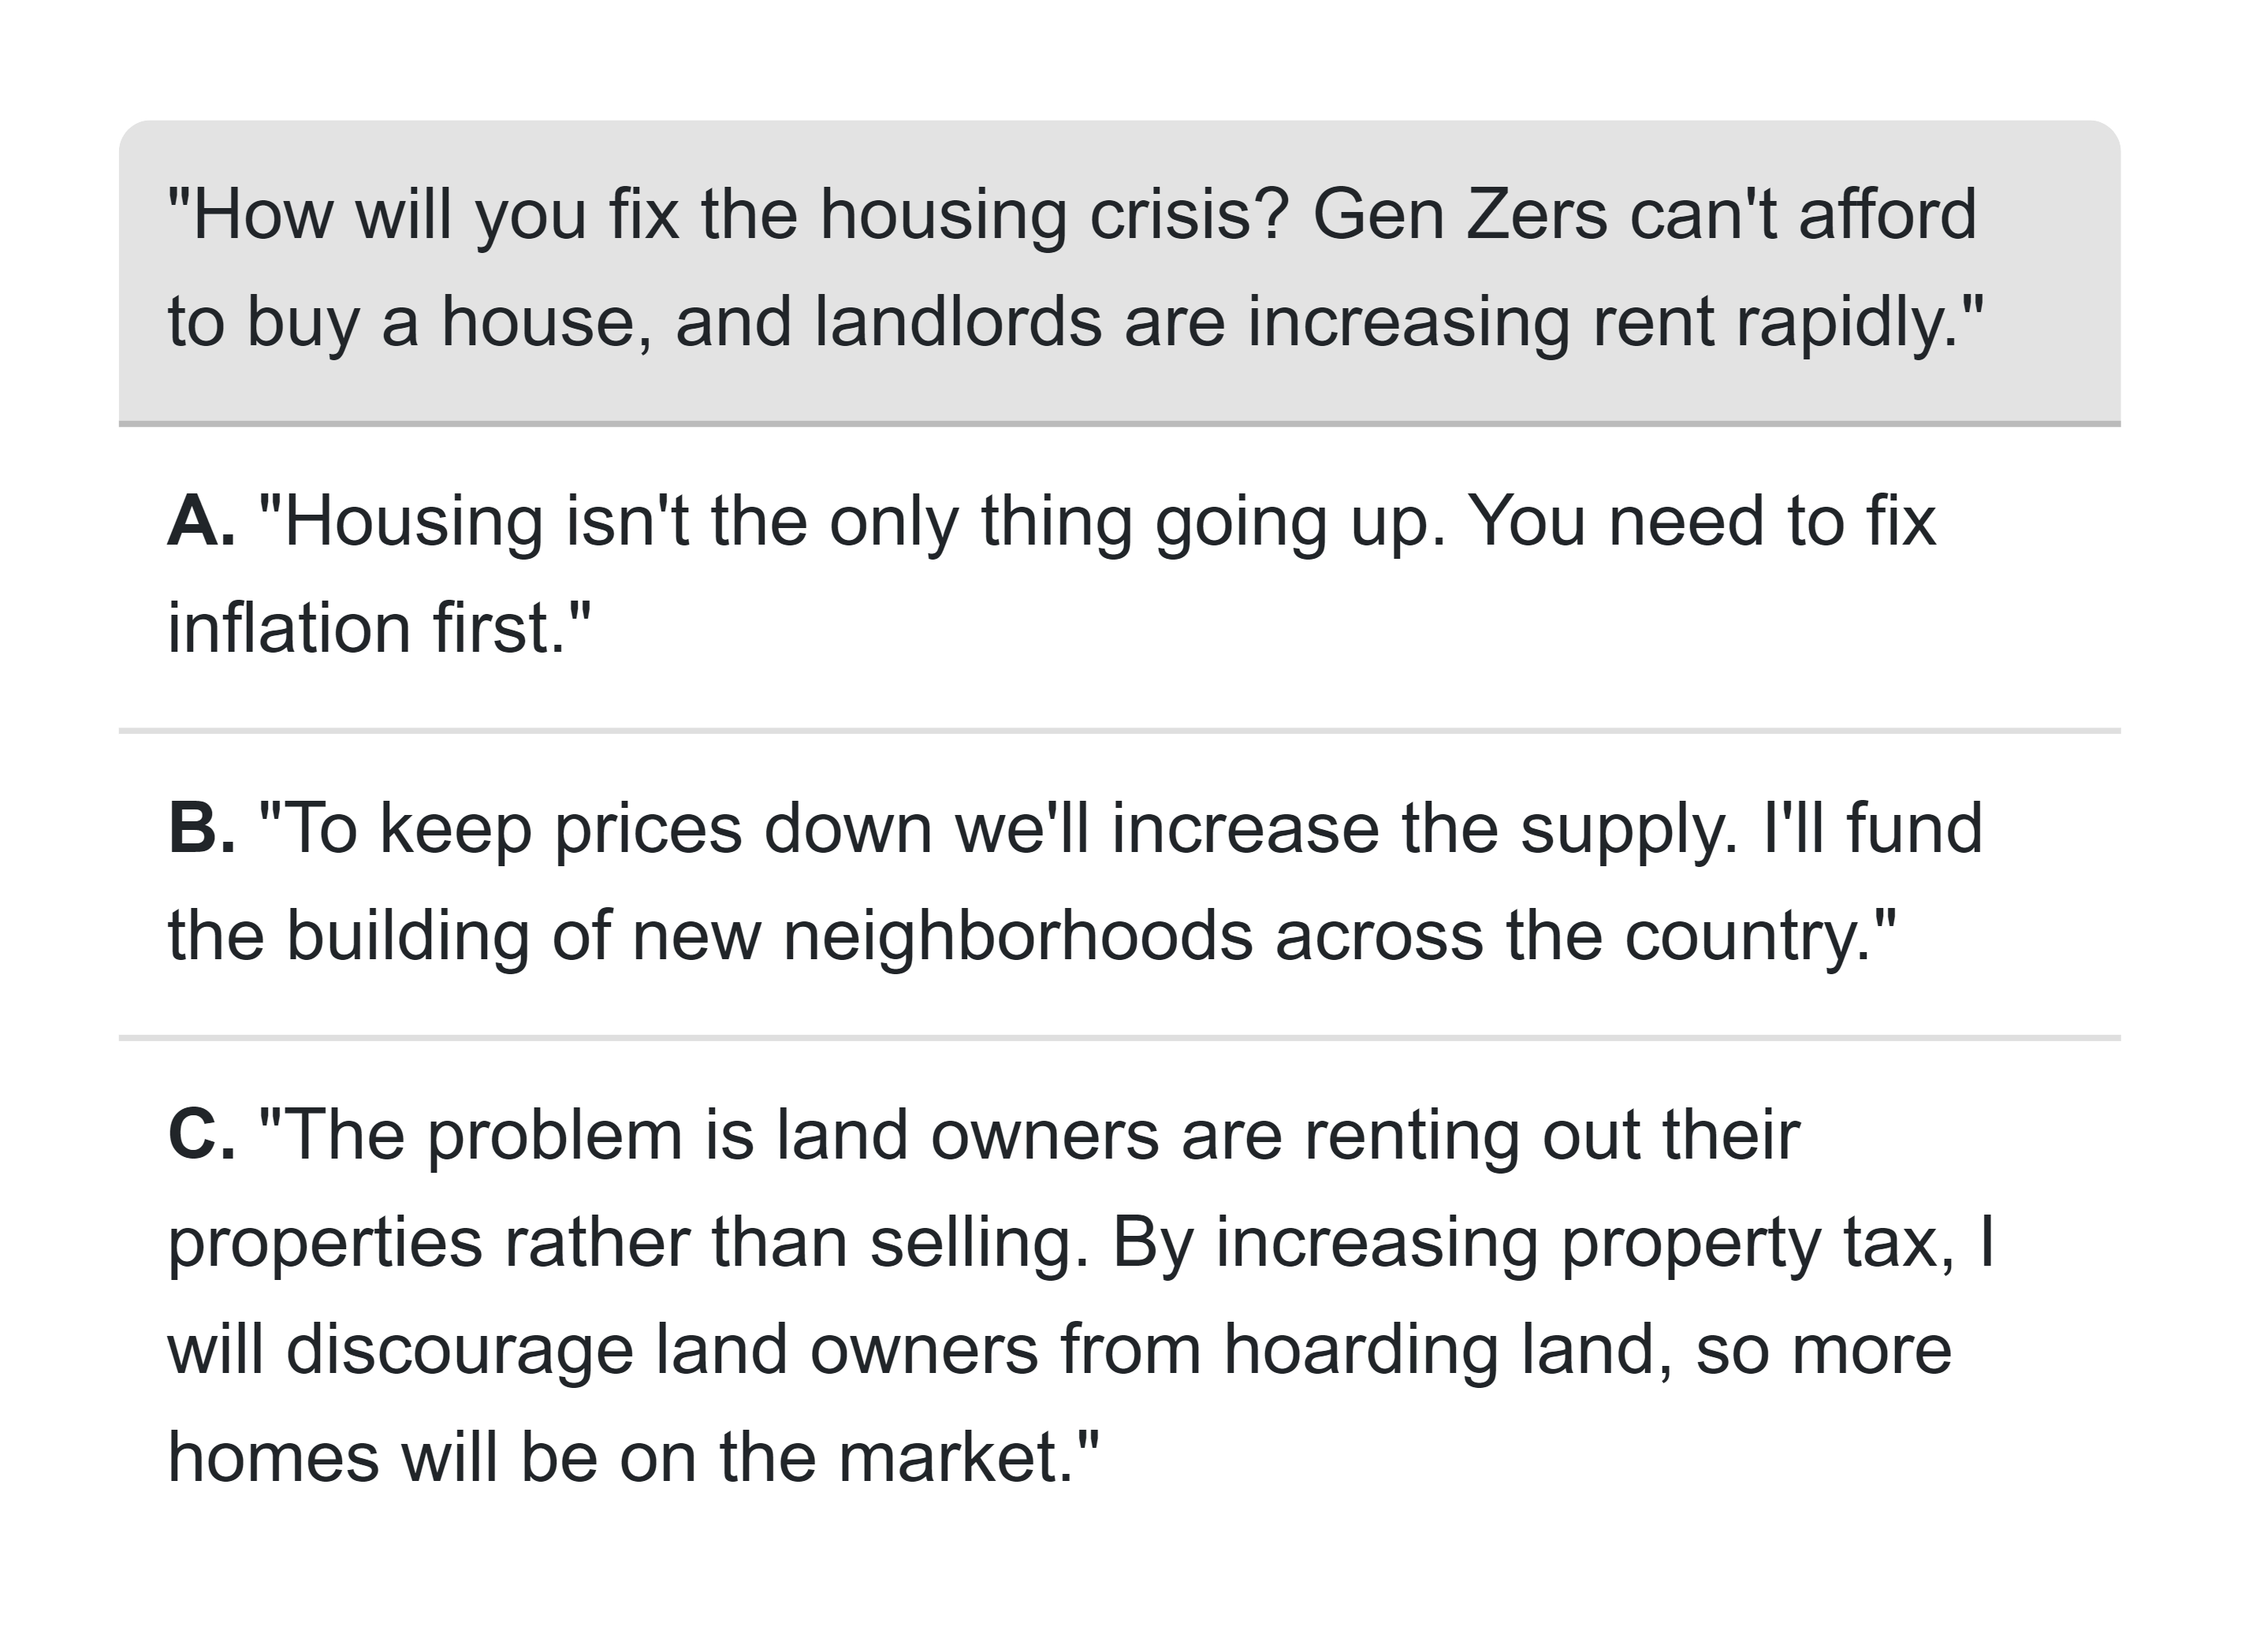 "How will you fix the housing crisis? Gen Zers can't afford
to buy a house, and landlords are increasing rent rapidly."
A. "Housing isn't the only thing going up. You need to fix
inflation first."
B. "To keep prices down we'll increase the supply. I'll fund
the building of new neighborhoods across the country."
C. "The problem is land owners are renting out their
properties rather than selling. By increasing property tax, I
will discourage land owners from hoarding land, so more
homes will be on the market."